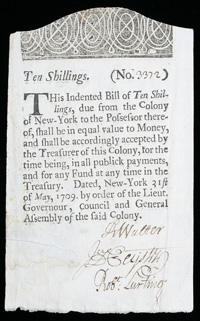 Ten Shillings. (No. 3372)
THis Indented Bill of Ten Shil-
lings, due from the Colony
of New-York to the Possessor there-
of, shall be in equal value to Money,
and shall be accordingly accepted
by the Treasurer of this Colony, for the
time being, in all publick payments,
and for any Fund at any time in the
Treasury. Dated, New-York 31st
of May, 1709. by order of the Lieut.
Governour, Council and General
Assembly of the said Colony.
Robt Lurting